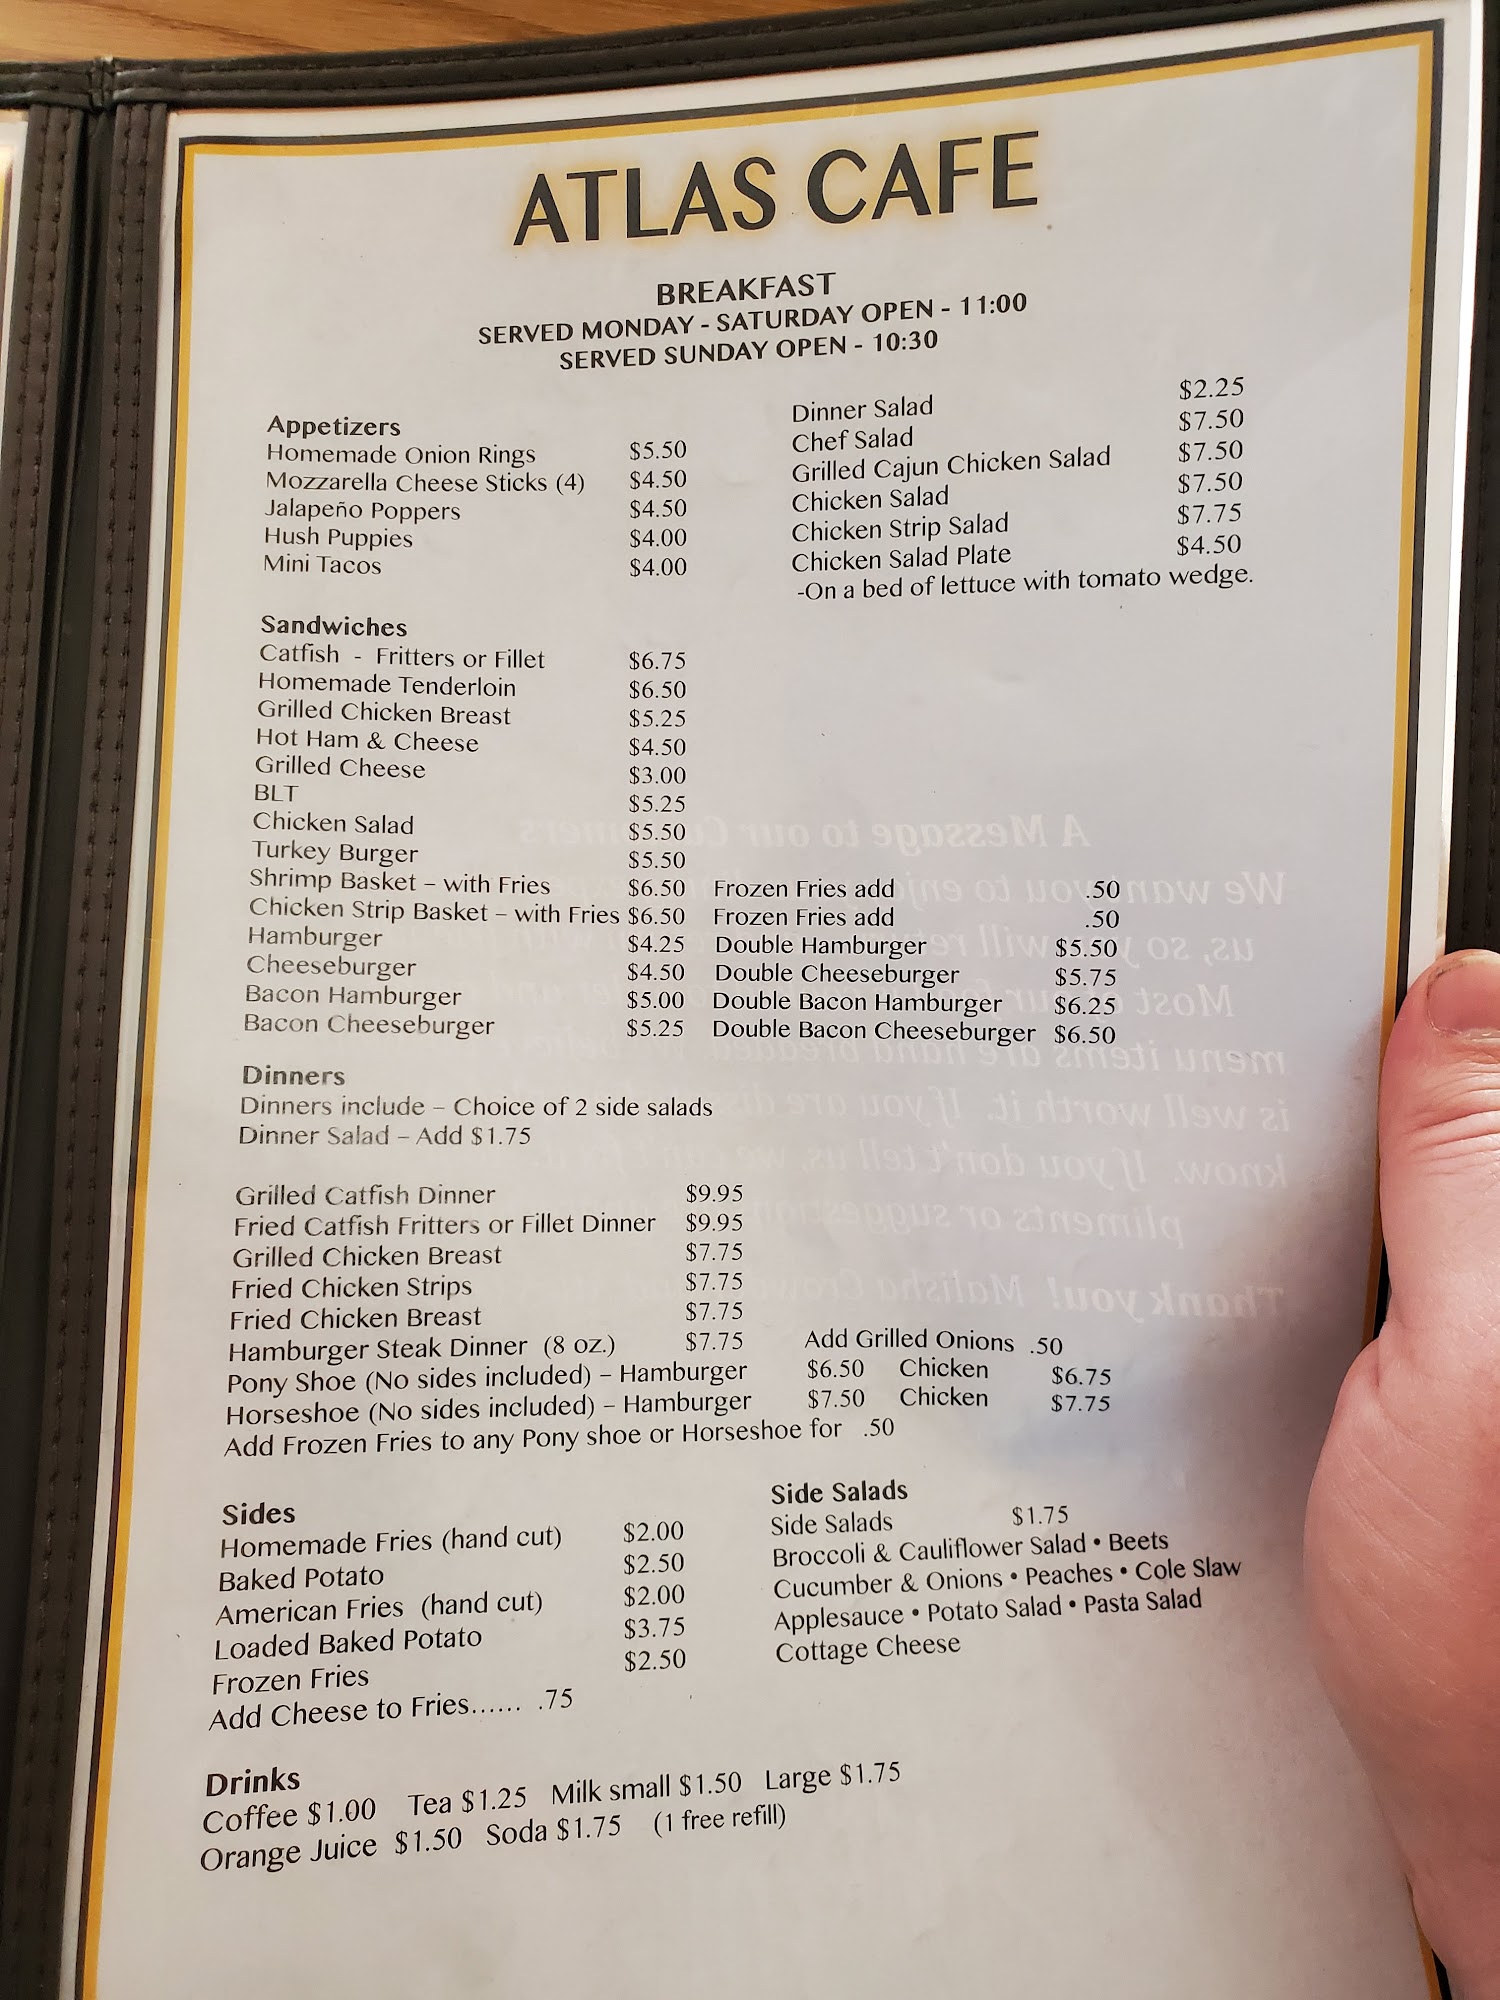 ATLAS CAFE
BREAKFAST
SERVED MONDAY - SATURDAY OPEN - 11:00
SERVED SUNDAY OPEN - 10:30
Appetizers
Homemade Onion Rings $5.50
Mozzarella Cheese Sticks (4) $4.50
Jalapeño Poppers $4.50
Hush Puppies $4.00
Mini Tacos $4.00
Dinner Salad $2.25
Chef Salad $7.50
Grilled Cajun Chicken Salad $7.50
Chicken Salad $7.50
Chicken Strip Salad $7.75
Chicken Salad Plate $4.50
-On a bed of lettuce with tomato wedge.
Sandwiches
Catfish - Fritters or Fillet $6.75
Homemade Tenderloin $6.50
Grilled Chicken Breast $5.25
Hot Ham & Cheese $4.50
Grilled Cheese $3.00
BLT $5.25
Chicken Salad $5.50
Turkey Burger $5.50
Shrimp Basket – with Fries $6.50 Frozen Fries add .50
Chicken Strip Basket – with Fries $6.50 Frozen Fries add .50
Hamburger $4.25 Double Hamburger $5.50
Cheeseburger $4.50 Double Cheeseburger $5.75
Bacon Hamburger $5.00 Double Bacon Hamburger $6.25
Bacon Cheeseburger $5.25 Double Bacon Cheeseburger $6.50
Dinners
Dinners include – Choice of 2 side salads
Dinner Salad – Add $1.75
Grilled Catfish Dinner $9.95
Fried Catfish Fritters or Fillet Dinner $9.95
Grilled Chicken Breast $7.75
Fried Chicken Strips $7.75
Fried Chicken Breast $7.75
Hamburger Steak Dinner (8 oz.) $7.75 Add Grilled Onions .50
Pony Shoe (No sides included) – Hamburger $6.50 Chicken $6.75
Horseshoe (No sides included) – Hamburger $7.50 Chicken $7.75
Add Frozen Fries to any Pony shoe or Horseshoe for .50
Sides
Homemade Fries (hand cut) $2.00
Baked Potato $2.50
American Fries (hand cut) $2.00
Loaded Baked Potato $3.75
Frozen Fries $2.50
Add Cheese to Fries...... .75
Side Salads
Side Salads $1.75
Broccoli & Cauliflower Salad • Beets
Cucumber & Onions • Peaches • Cole Slaw
Applesauce • Potato Salad • Pasta Salad
Cottage Cheese
Drinks
Coffee $1.00 Tea $1.25 Milk small $1.50 Large $1.75
Orange Juice $1.50 Soda $1.75 (1 free refill)